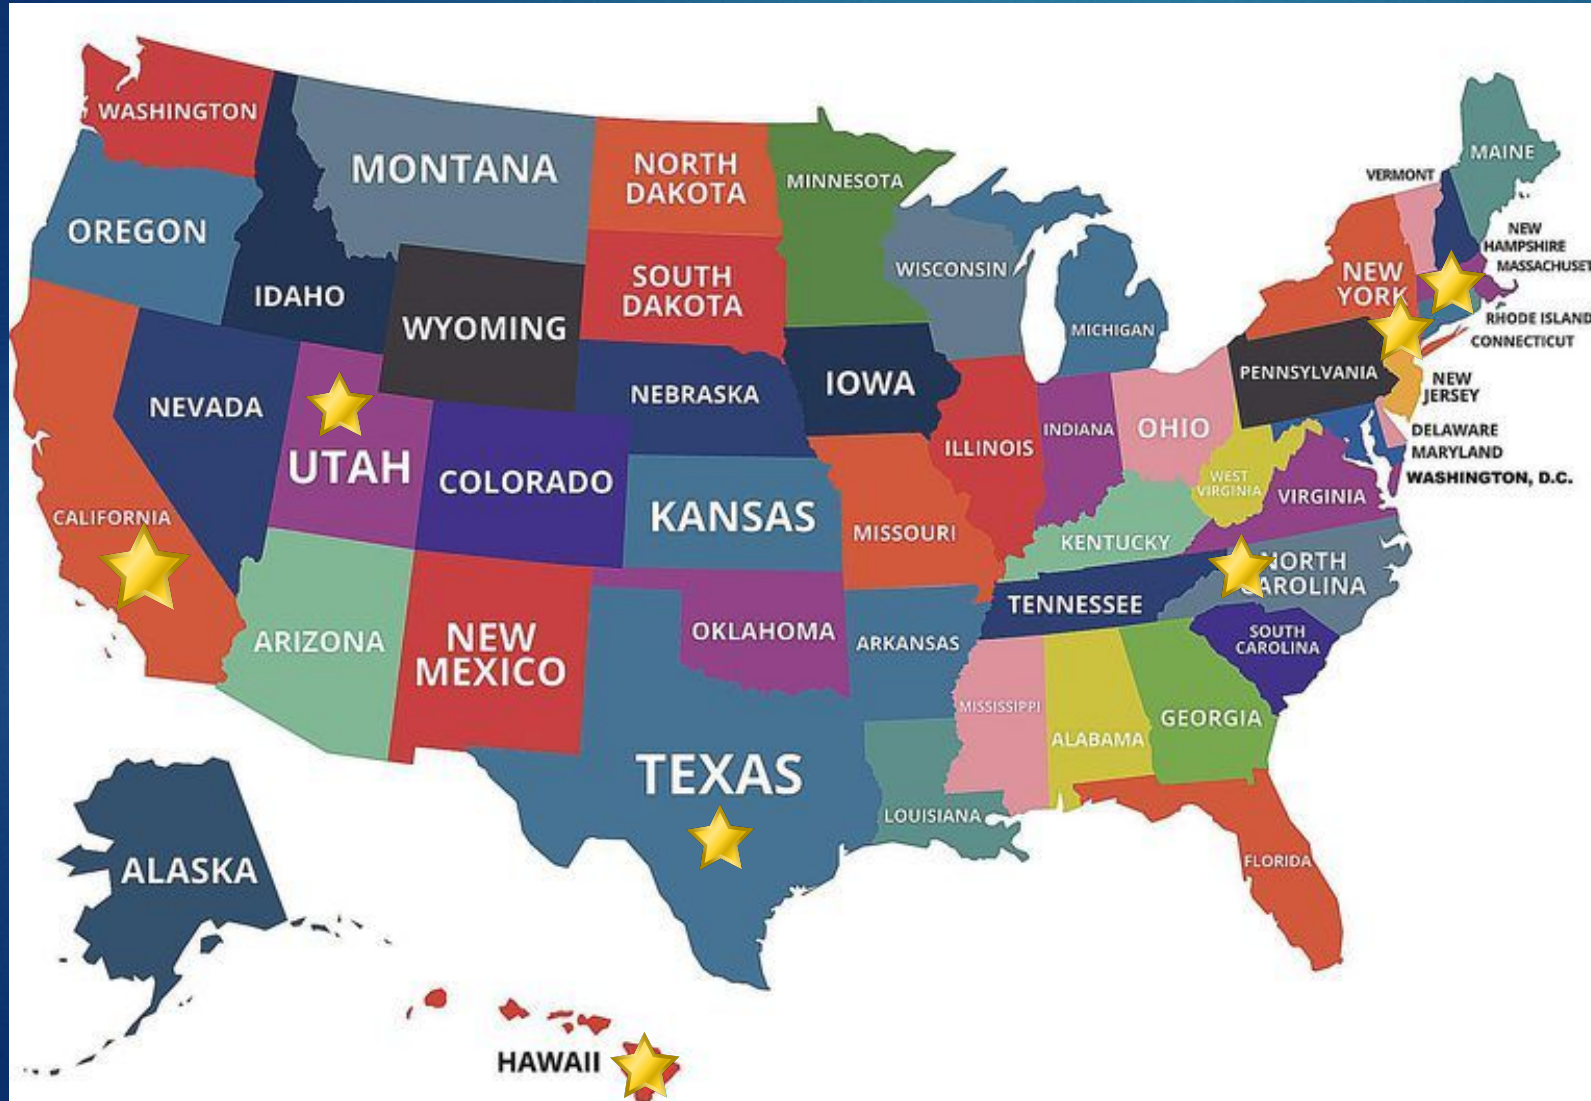 WASHINGTON
MONTANA
NORTH
DAKOTA
MINNESOTA
MAINE
VERMONT
OREGON
IDAHO
WYOMING
SOUTH
DAKOTA
WISCONSIN
MICHIGAN
NEW
YORK
NEW
HAMPSHIRE
MASSACHUSET
RHODE ISLAND
CONNECTICUT
NEVADA
UTAH
COLORADO
NEBRASKA
IOWA
ILLINOIS
INDIANA
OHIO
PENNSYLVANIA
NEW
JERSEY
DELAWARE
MARYLAND
WASHINGTON, D.C.
CALIFORNIA
KANSAS
MISSOURI
KENTUCKY
WEST
VIRGINIA
VIRGINIA
ARIZONA
NEW
MEXICO
OKLAHOMA
ARKANSAS
TENNESSEE
NORTH
CAROLINA
SOUTH
CAROLINA
TEXAS
LOUISIANA
MISSISSIPPI
ALABAMA
GEORGIA
FLORIDA
ALASKA
HAWAII